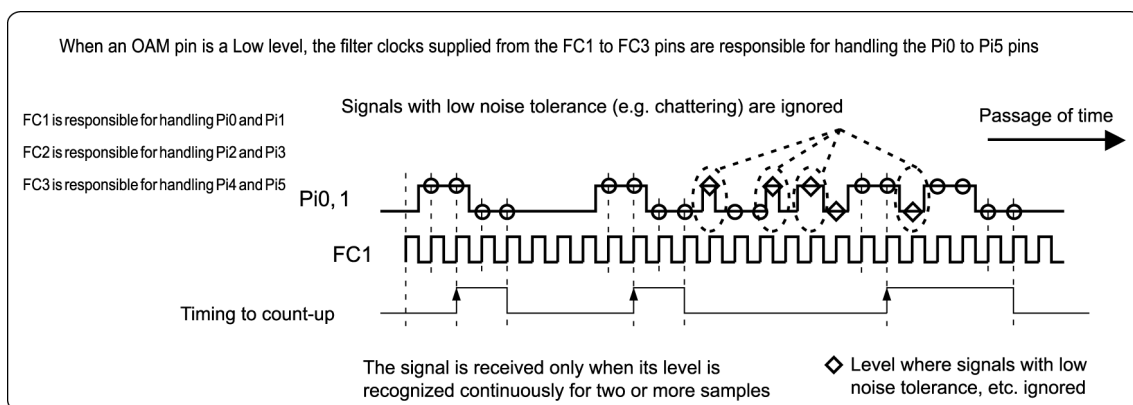 When an OAM pin is a Low level, the filter clocks supplied from the FC1 to FC3 pins are responsible for handling the Pi0 to Pi5 pins
Signals with low noise tolerance (e.g. chattering) are ignored
Passage of time
FC1 is responsible for handling Pi0 and Pi1
FC2 is responsible for handling Pi2 and Pi3
FC3 is responsible for handling Pi4 and Pi5
Pi0, 1
FC1
Timing to count-up
The signal is received only when its level is
recognized continuously for two or more samples
Level where signals with low
noise tolerance, etc. ignored